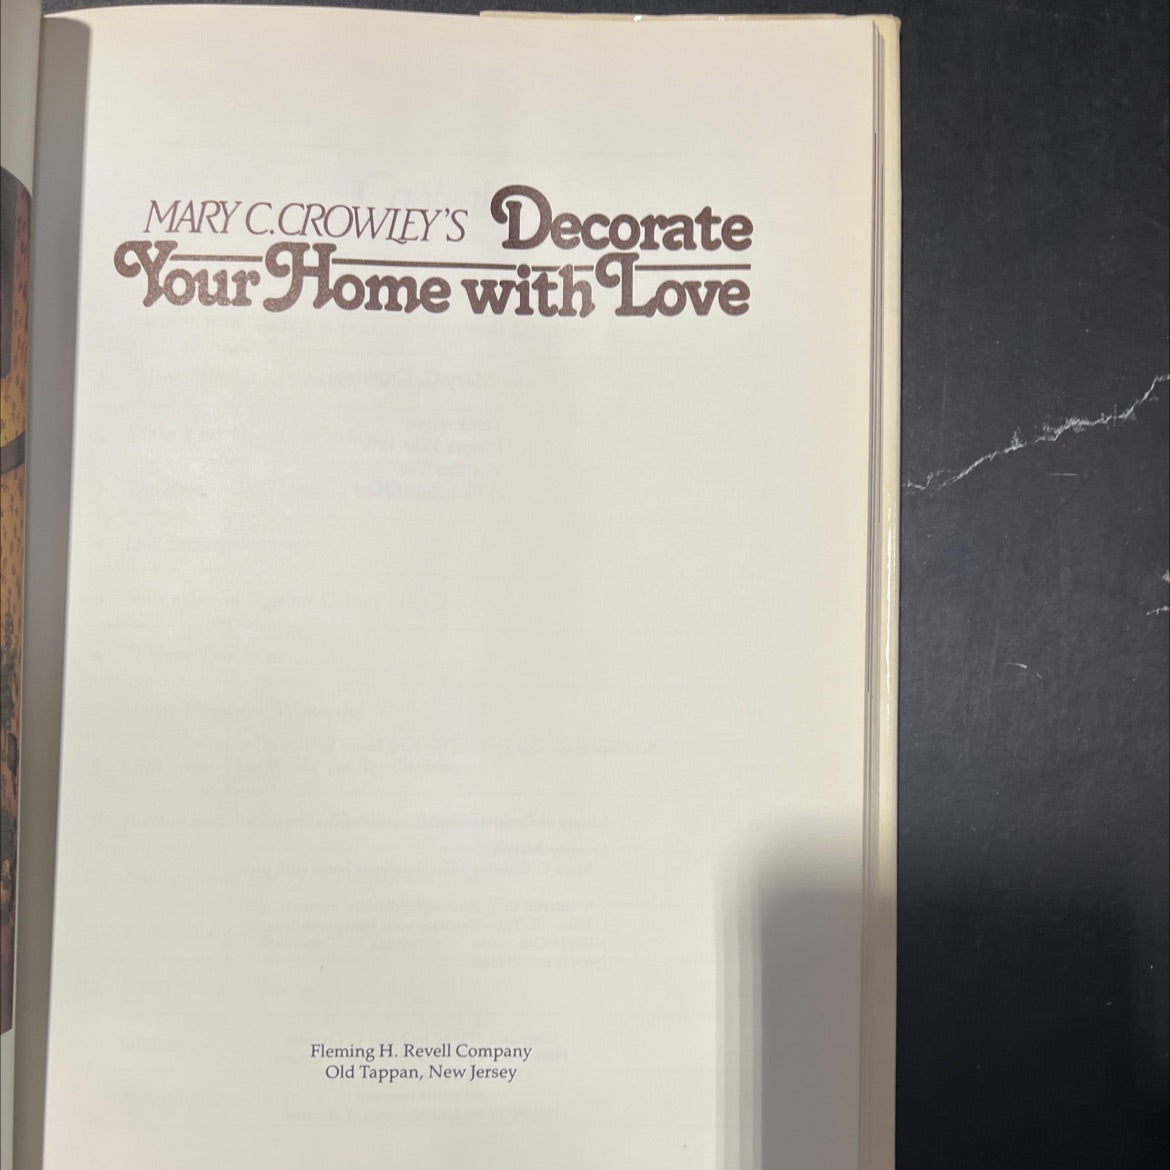 MARY C. CROWLEY'S Decorate
Your Home with Love
Fleming H. Revell Company
Old Tappan, New Jersey